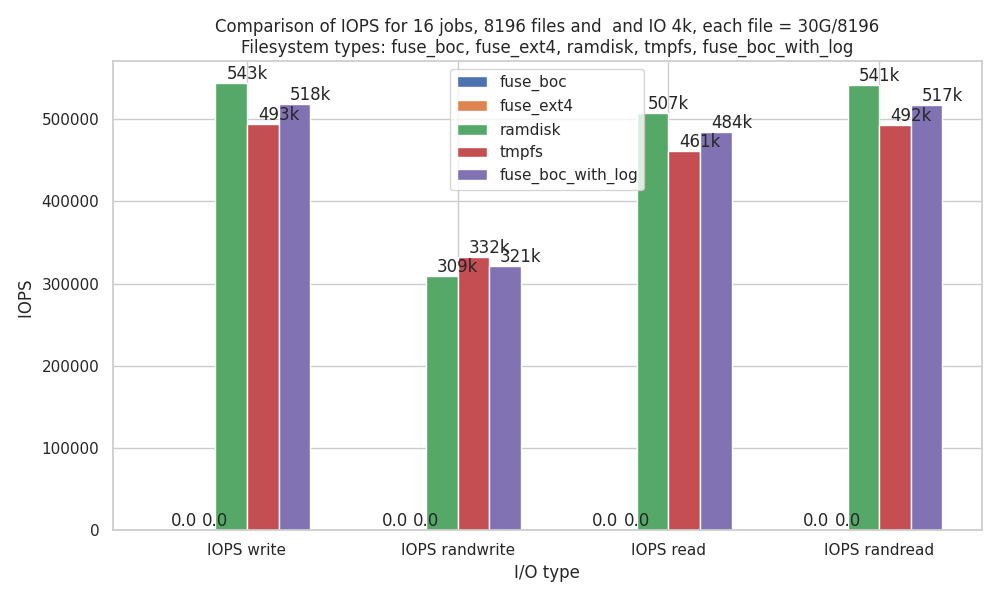 Comparison of IOPS for 16 jobs, 8196 files and  and IO 4k, each file = 30G/8196
Filesystem types: fuse_boc, fuse_ext4, ramdisk, tmpfs, fuse_boc_with_log
fuse_boc
fuse_ext4
ramdisk
tmpfs
fuse_boc_with_log
IOPS
500000
400000
300000
200000
100000
0
0.0 0.0 543k 493k 518k
0.0 0.0 309k 332k 321k
0.0 0.0 507k 461k 484k
0.0 0.0 541k 492k 517k
IOPS write IOPS randwrite IOPS read IOPS randread
I/O type